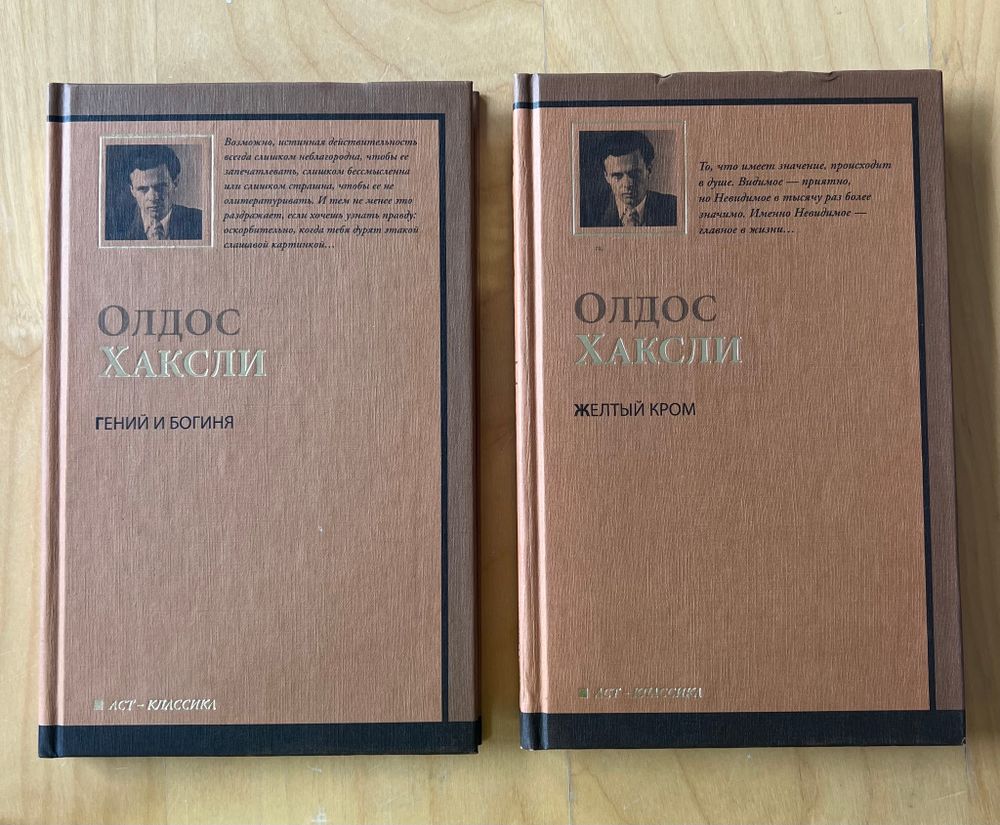 Возможно, истинная действительность
всегда слишком неблагородна, чтобы ее
запечатлевать, слишком бессмысленна
или слишком страшна, чтобы ее не
олитературивать. И тем не менее это
раздражает, если хочешь узнать правду:
оскорбительно, когда тебя дурят этакой
слащавой картинкой...
ОЛДОС
ХАКСЛИ
ГЕНИЙ И БОГИНЯ
АСТ - КЛАССИКА
То, что имеет значение, происходит
в душе. Видимое — приятно,
но Невидимое в тысячу раз более
значимо. Именно Невидимое —
главное в жизни...
ОЛДОС
ХАКСЛИ
ЖЕЛТЫЙ КРОМ
АСТ - КЛАССИКА